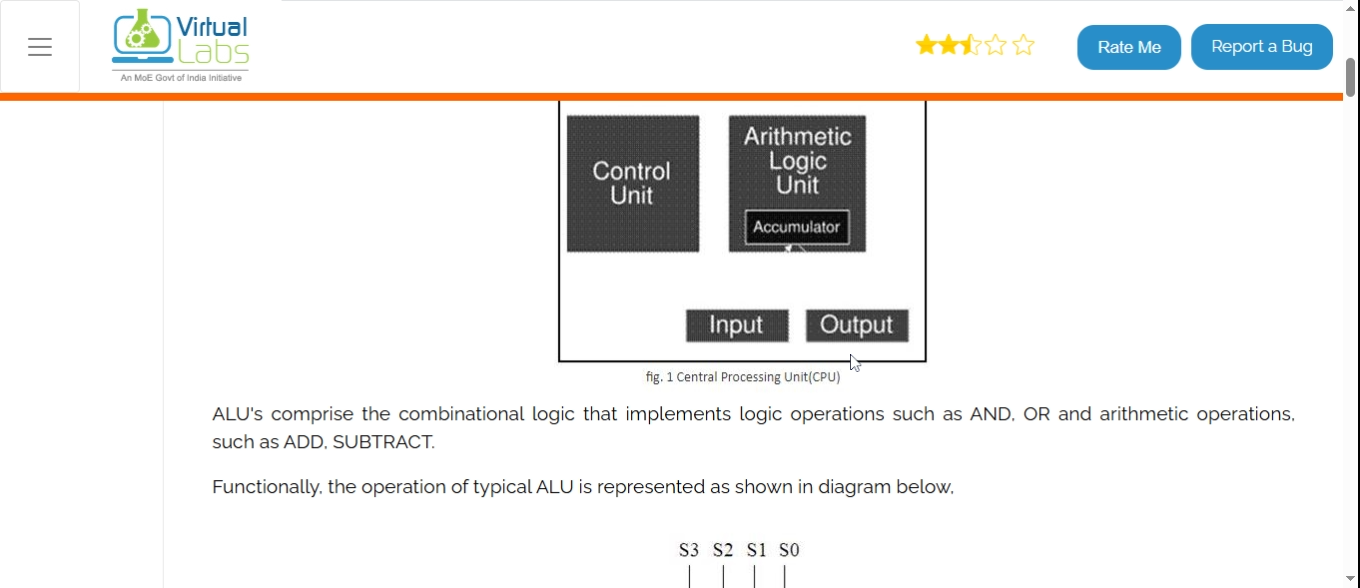 Virtual
Labs
An MoE Govt of India Initiative
Rate Me
Report a Bug
Control
Unit
Arithmetic
Logic
Unit
Accumulator
Input
Output
fig. 1 Central Processing Unit(CPU)
ALU's comprise the combinational logic that implements logic operations such as AND, OR and arithmetic operations,
such as ADD, SUBTRACT.
Functionally, the operation of typical ALU is represented as shown in diagram below,
S3 S2 S1 S0